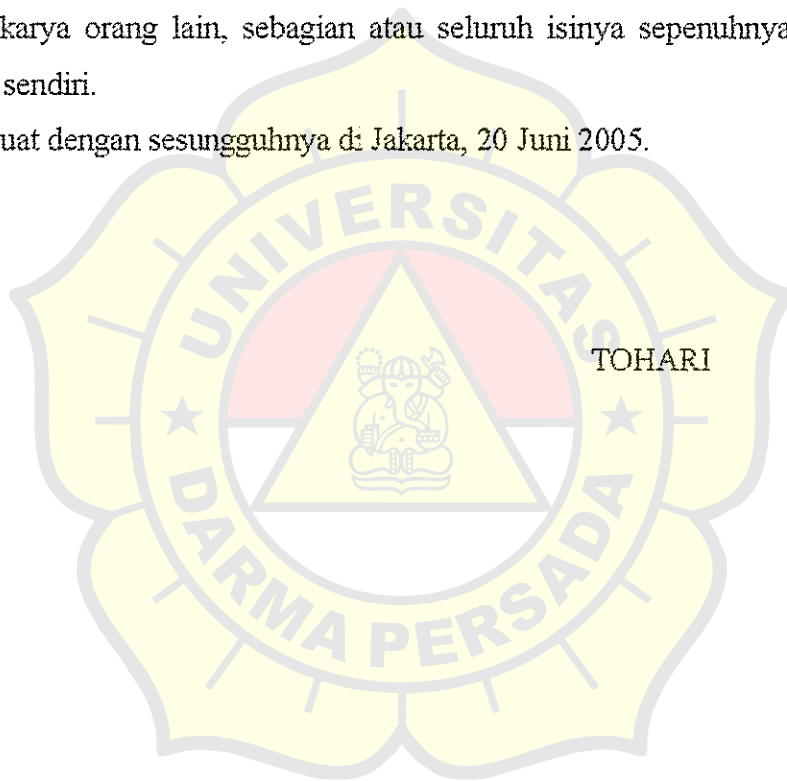 karya orang lain, sebagian atau seluruh isinya sepenuhnya
sendiri.
uat dengan sesungguhnya di Jakarta, 20 Juni 2005.
UNIVERSITAS
TOHARI
DARMA PERSADA